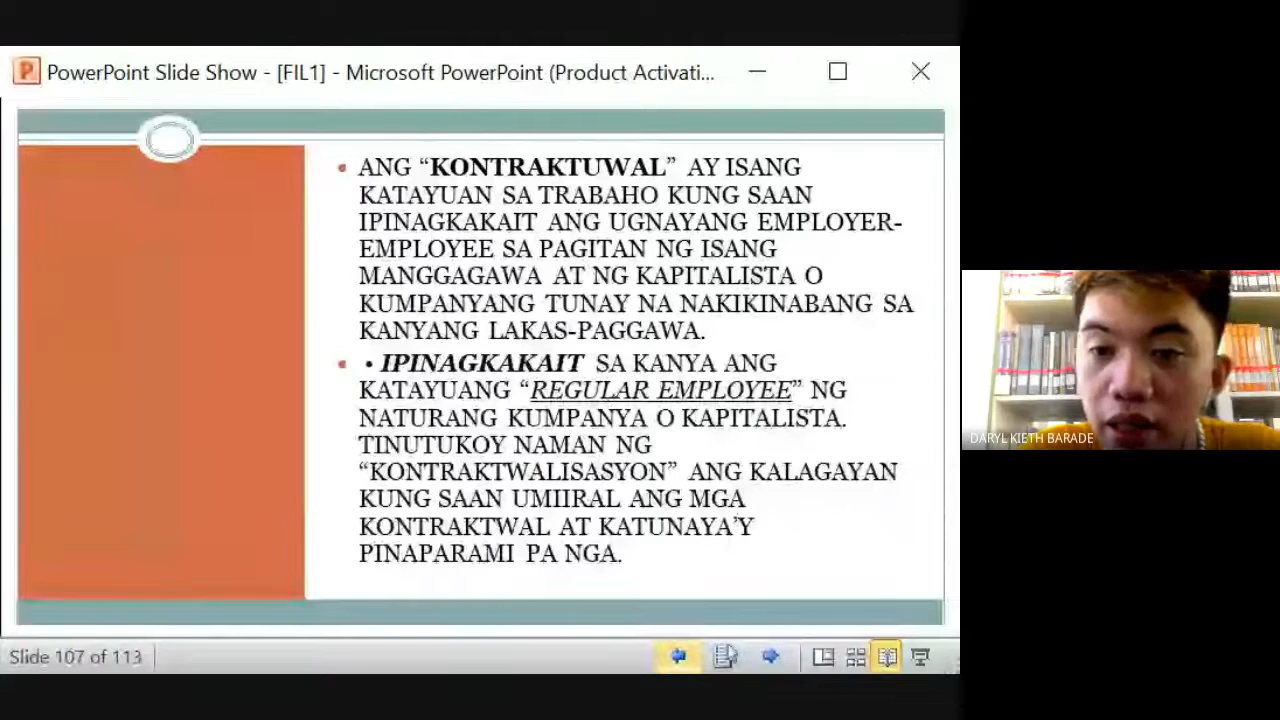 PowerPoint Slide Show - [FIL1] - Microsoft PowerPoint (Product Activati...
• ANG “KONTRAKTUWAL” AY ISANG
KATAYUAN SA TRABAHO KUNG SAAN
IPINAGKAKAIT ANG UGNAYANG EMPLOYER-
EMPLOYEE SA PAGITAN NG ISANG
MANGGAGAWA AT NG KAPITALISTA O
KUMPANYANG TUNAY NA NAKIKINABANG SA
KANYANG LAKAS-PAGGAWA.
• • IPINAGKAKAIT SA KANYA ANG
KATAYUANG “REGULAR EMPLOYEE” NG
NATURANG KUMPANYA O KAPITALISTA.
TINUTUKOY NAMAN NG
“KONTRAKTWALISASYON” ANG KALAGAYAN
KUNG SAAN UMIIRAL ANG MGA
KONTRAKTWAL AT KATUNAYA’Y
PINAPARAMI PA NGA.
Slide 107 of 113
DARYL KIETH BARADE